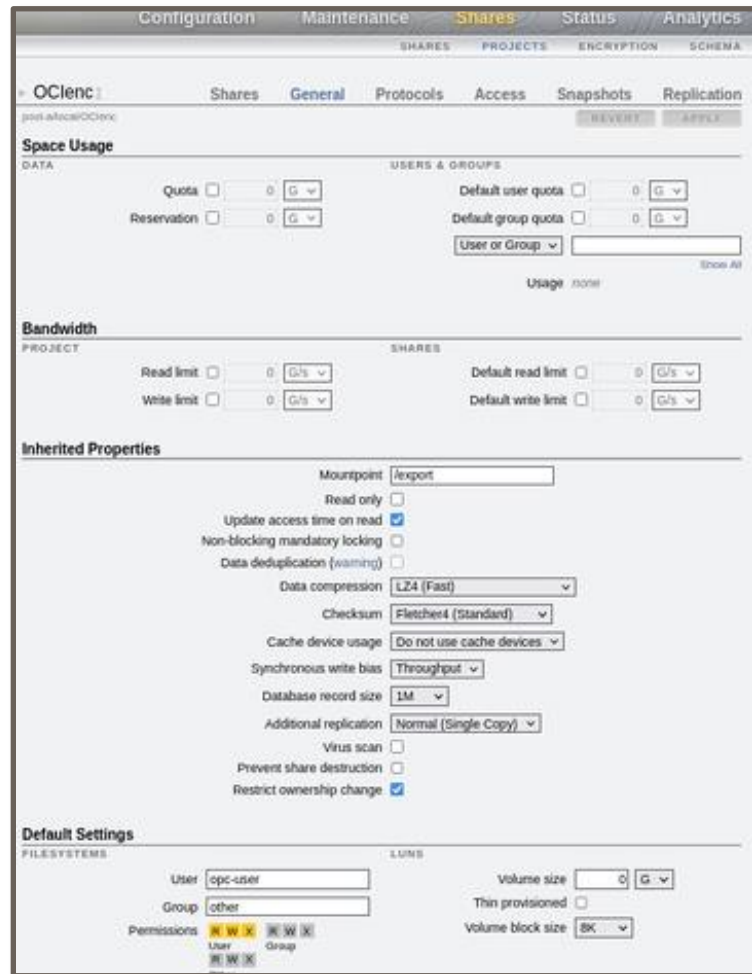 Configuration Maintenance Shares Status Analytics
SHARES PROJECTS ENCRYPTION SCHEMA
OCIenc Shares General Protocols Access Snapshots Replication
pool-a/local/OCIenc REVERT APPLY
Space Usage
DATA USERS & GROUPS
Quota 0 G Default user quota 0 G
Reservation 0 G Default group quota 0 G
User or Group
Show All
Usage none
Bandwidth
PROJECT SHARES
Read limit 0 G/s Default read limit 0 G/s
Write limit 0 G/s Default write limit 0 G/s
Inherited Properties
Mountpoint /export
Read only
Update access time on read
Non-blocking mandatory locking
Data deduplication (warning)
Data compression LZ4 (Fast)
Checksum Fletcher4 (Standard)
Cache device usage Do not use cache devices
Synchronous write bias Throughput
Database record size 1M
Additional replication Normal (Single Copy)
Virus scan
Prevent share destruction
Restrict ownership change
Default Settings
FILESYSTEMS LUNS
User opc-user Volume size 0 G
Group other Thin provisioned
Permissions R W X R W X Volume block size 8K
User Group
R W X